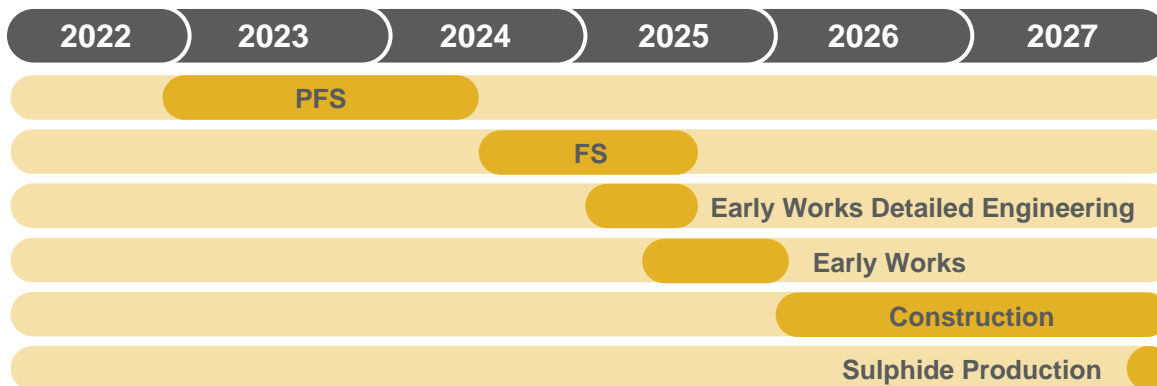 2022 2023 2024 2025 2026 2027
PFS
FS
Early Works Detailed Engineering
Early Works
Construction
Sulphide Production